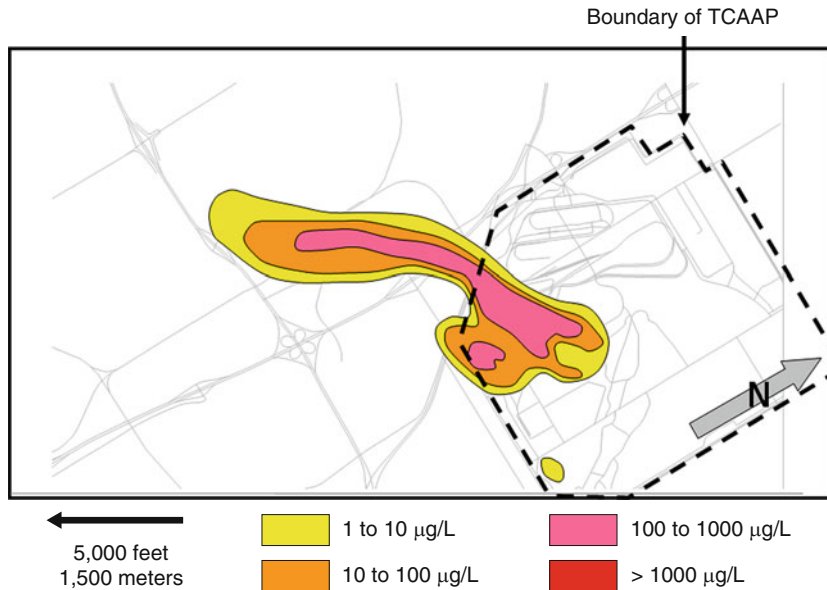 Boundary of TCAAP
N
5,000 feet
1,500 meters
1 to 10 µg/L
10 to 100 µg/L
100 to 1000 µg/L
> 1000 µg/L